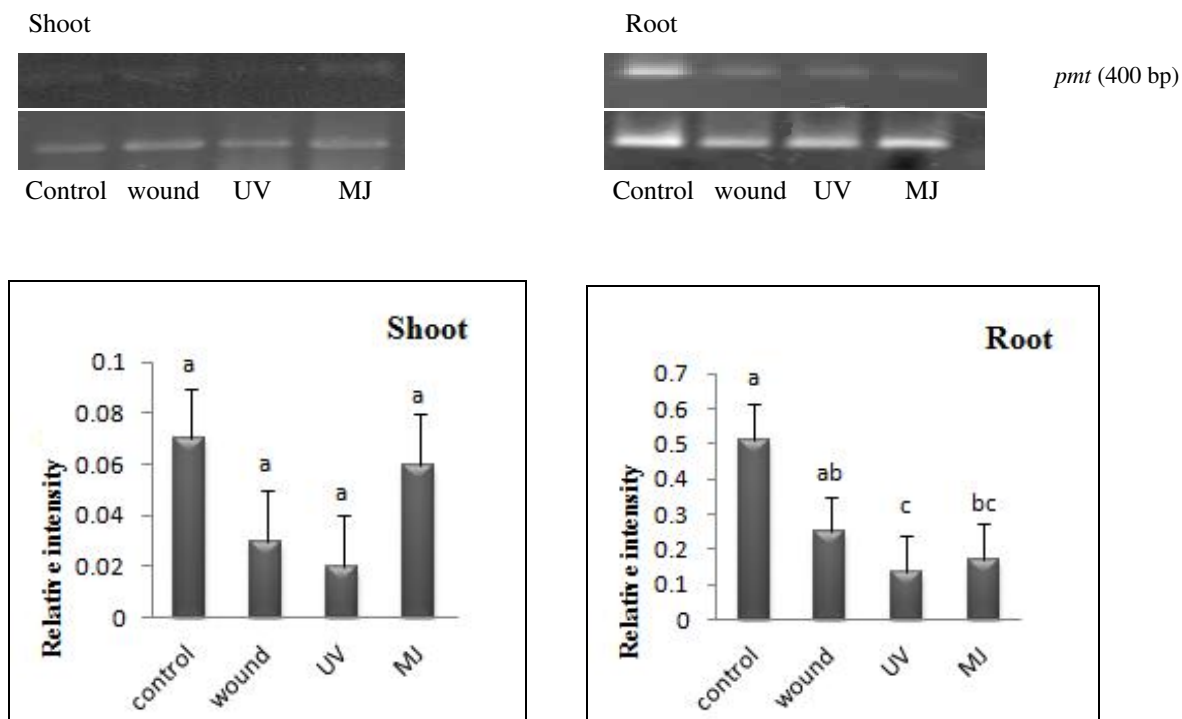 Shoot
Root
pmt (400 bp)
Control wound UV MJ
Control wound UV MJ
Shoot
Relative intensity
0.1
0.08
0.06
0.04
0.02
0
a
a
a
a
control
wound
UV
MJ
Root
Relative intensity
0.7
0.6
0.5
0.4
0.3
0.2
0.1
0
a
ab
c
bc
control
wound
UV
MJ